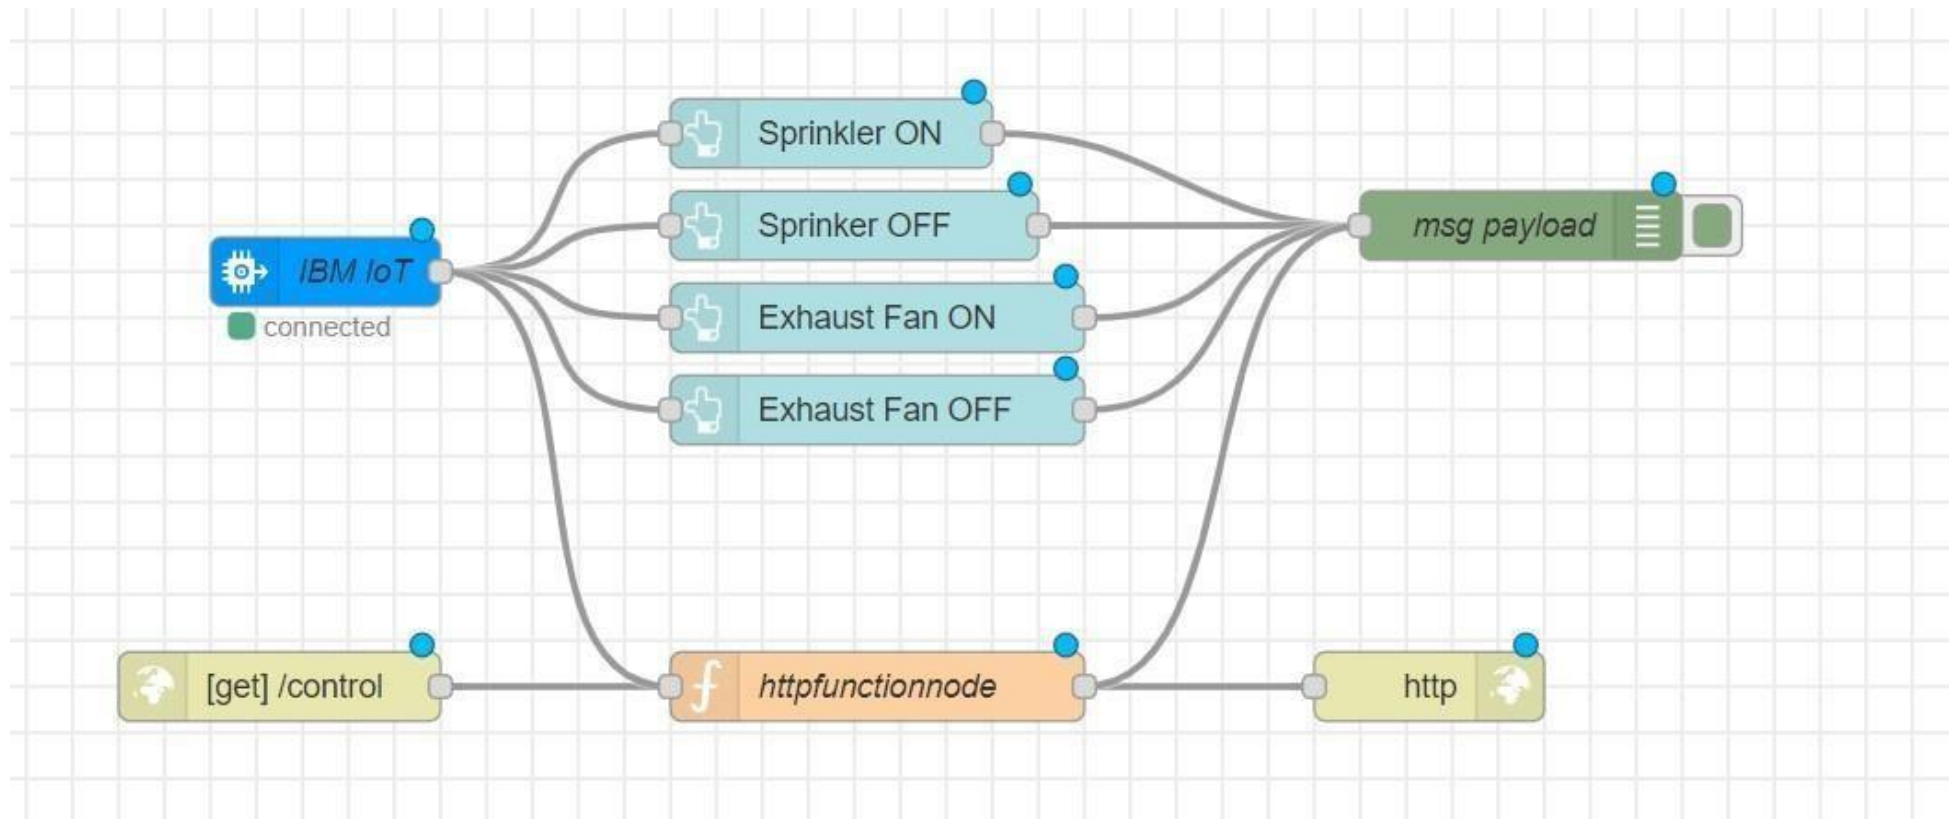 Sprinkler ON
Sprinker OFF
msg payload
IBM IoT
connected
Exhaust Fan ON
Exhaust Fan OFF
[get] /control
httpfunctionnode
http